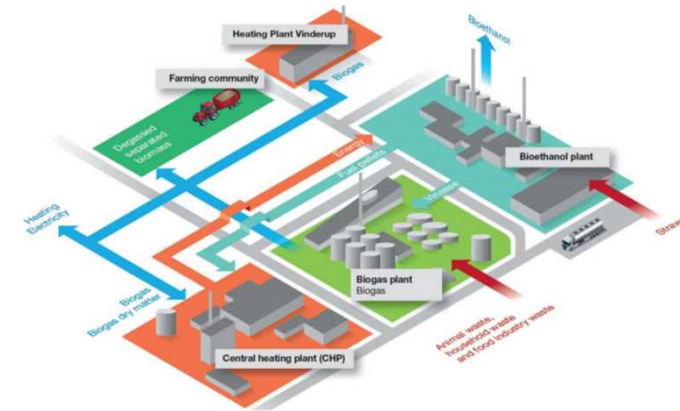 Heating Plant Vinderup
Bioethanol
Biogas
Farming community
Degassed
separated
biomass
Energy
Fuel pellets
Bioethanol plant
Vinasse
Heating
Electricity
Straw
Biogas plant
Biogas
Biogas
Biogas dry matter
Animal waste,
household waste
and food industry waste
Central heating plant (CHP)